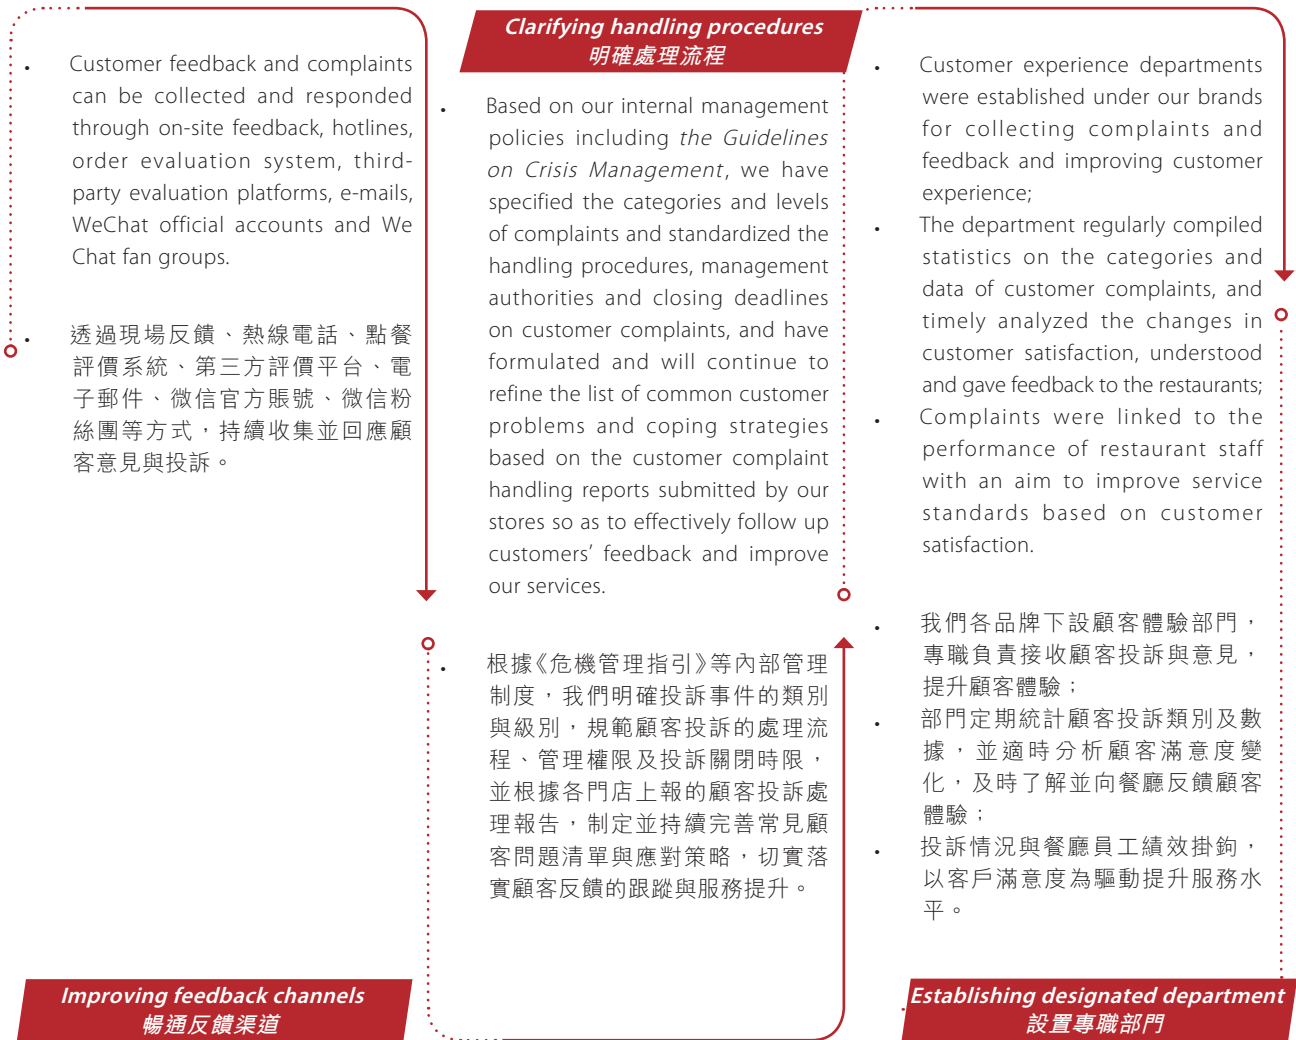 . Customer feedback and complaints
can be collected and responded
through on-site feedback, hotlines,
order evaluation system, third-
party evaluation platforms, e-mails,
WeChat official accounts and We
Chat fan groups.
. 透過現場反饋、熱線電話、點餐
評價系統、第三方評價平台、電
子郵件、微信官方賬號、微信粉
絲團等方式，持續收集並回應顧
客意見與投訴。
Improving feedback channels
暢通反饋渠道
Clarifying handling procedures
明確處理流程
. Based on our internal management
policies including the Guidelines
on Crisis Management, we have
specified the categories and levels
of complaints and standardized the
handling procedures, management
authorities and closing deadlines
on customer complaints, and have
formulated and will continue to
refine the list of common customer
problems and coping strategies
based on the customer complaint
handling reports submitted by our
stores so as to effectively follow up
customers’ feedback and improve
our services.
. 根據《危機管理指引》等內部管理
制度，我們明確投訴事件的類別
與級別，規範顧客投訴的處理流
程、管理權限及投訴關閉時限，
並根據各門店上報的顧客投訴處
理報告，制定並持續完善常見顧
客問題清單與應對策略，切實落
實顧客反饋的跟蹤與服務提升。
. Customer experience departments
were established under our brands
for collecting complaints and
feedback and improving customer
experience;
. The department regularly compiled
statistics on the categories and
data of customer complaints, and
timely analyzed the changes in
customer satisfaction, understood
and gave feedback to the restaurants;
. Complaints were linked to the
performance of restaurant staff
with an aim to improve service
standards based on customer
satisfaction.
. 我們各品牌下設顧客體驗部門，
專職負責接收顧客投訴與意見，
提升顧客體驗；
. 部門定期統計顧客投訴類別及數
據，並適時分析顧客滿意度變
化，及時了解並向餐廳反饋顧客
體驗；
. 投訴情況與餐廳員工績效掛鉤，
以客戶滿意度為驅動提升服務水
平。
Establishing designated department
設置專職部門